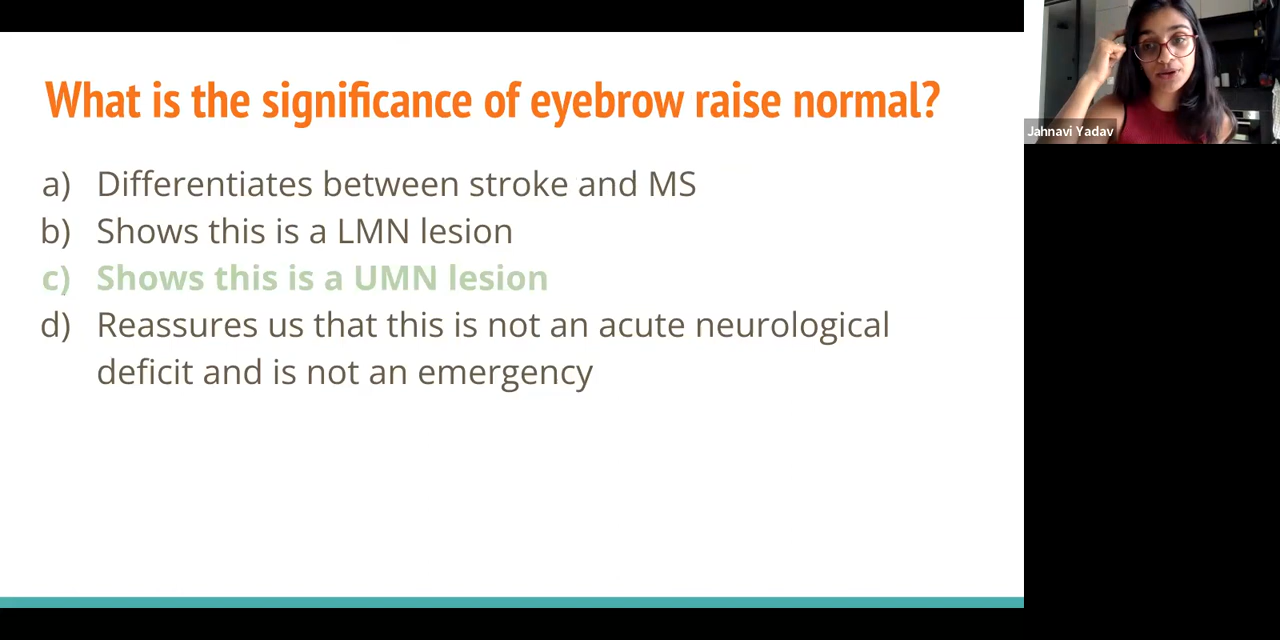 What is the significance of eyebrow raise normal?
a) Differentiates between stroke and MS
b) Shows this is a LMN lesion
c) Shows this is a UMN lesion
d) Reassures us that this is not an acute neurological
deficit and is not an emergency
Jahnavi Yadav